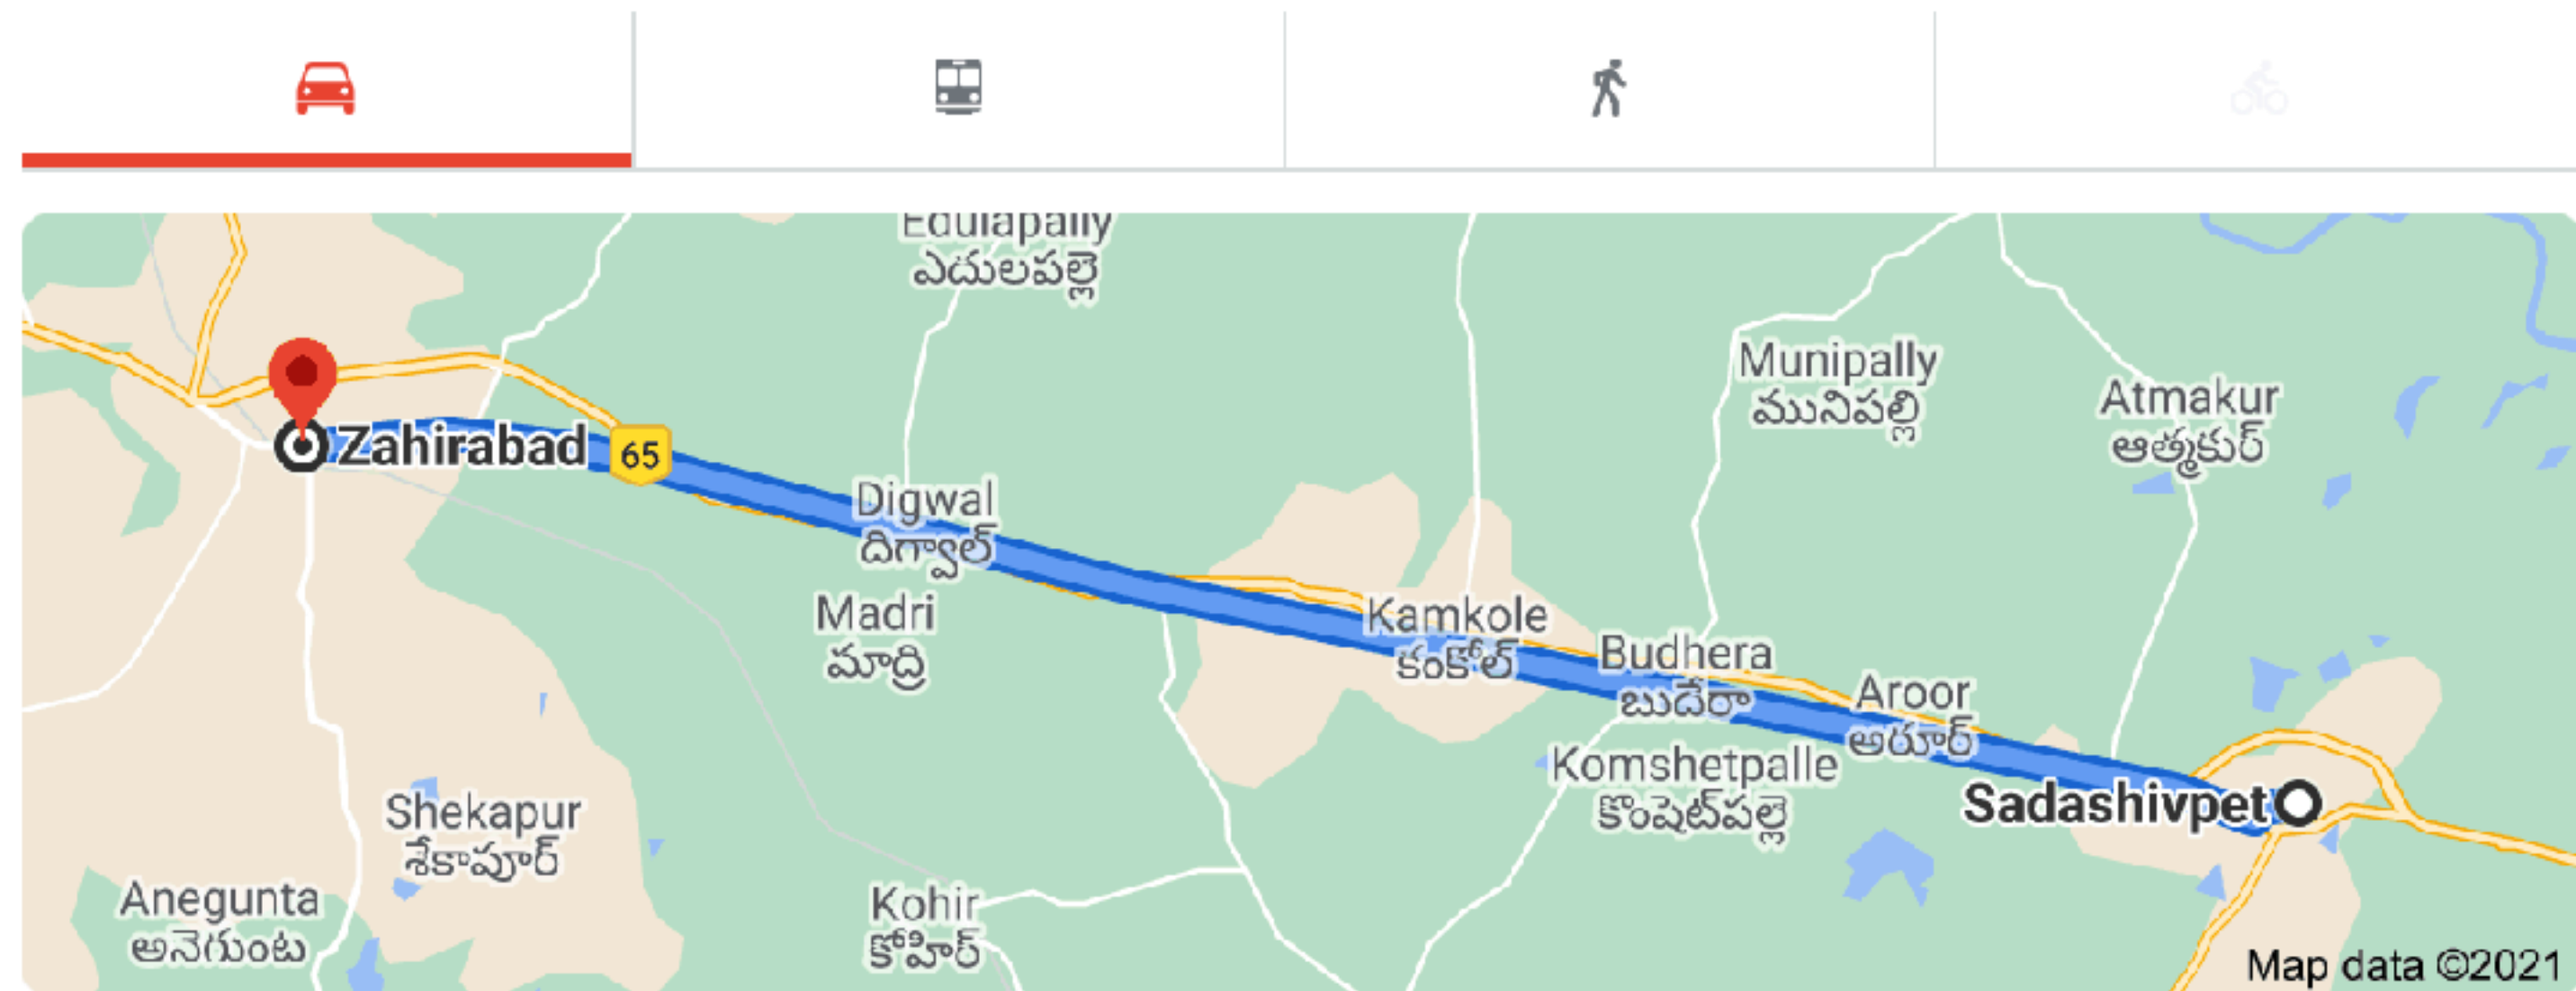 Edulapally
ఎదులపల్లె
Munipally
మునిపల్లి
Atmakur
ఆత్మకుర్
Zahirabad
65
Digwal
దిగ్వాల్
Madri
మాద్రి
Kamkole
కంకోల్
Budhera
బుదేరా
Aroor
ఆరూర్
Komshetpalle
కొంషెట్‌పల్లె
Sadashivpet
Shekapur
శేకాపూర్
Anegunta
అనెగుంట
Kohir
కోహిర్
Map data ©2021